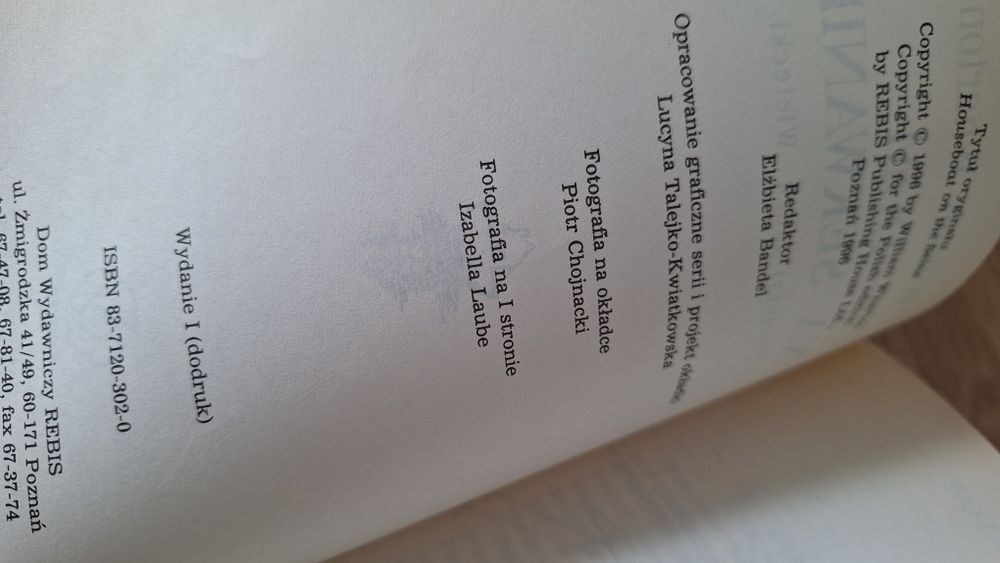 Tytuł oryginału
Houseboat on the Seine
Copyright © 1996 by William
Copyright © for the Polish
by REBIS Publishing House Ltd.,
Poznań 1996
Redaktor
Elżbieta Bandel
Opracowanie graficzne serii i projekt okładki
Lucyna Talejko-Kwiatkowska
Fotografia na okładce
Piotr Chojnacki
Fotografia na I stronie
Izabella Laube
Wydanie I (dodruk)
ISBN 83-7120-302-0
Dom Wydawniczy REBIS
ul. Żmigrodzka 41/49, 60-171 Poznań
tel. 67-47-08, 67-81-40, fax 67-37-74